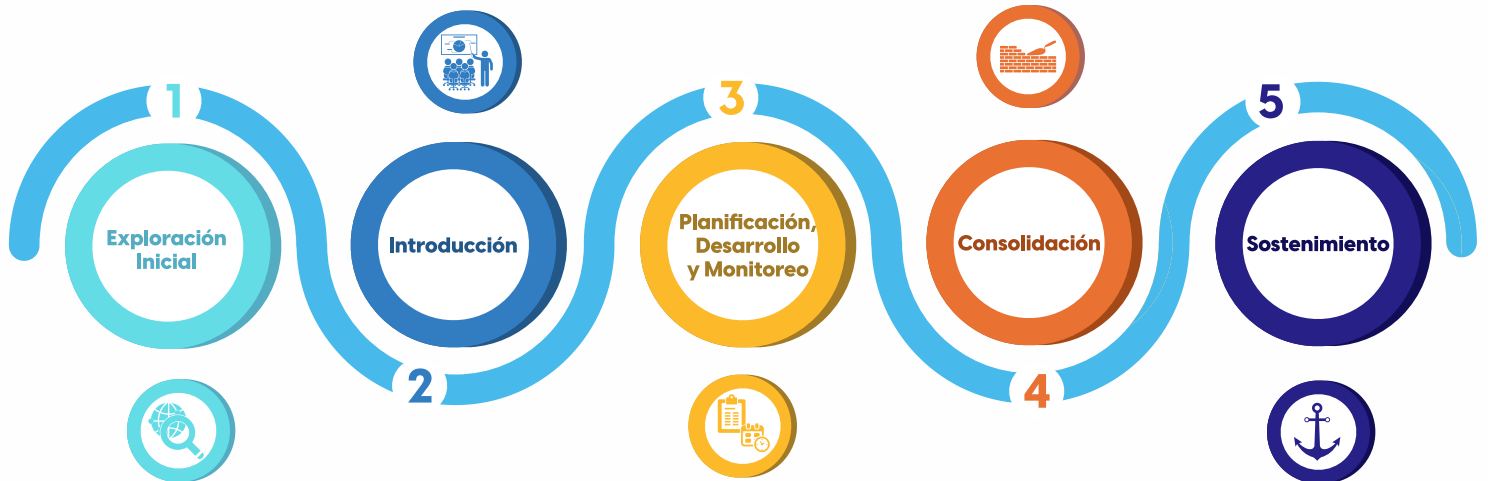 1
Exploración
Inicial
2
Introducción
3
Planificación,
Desarrollo
y Monitoreo
4
Consolidación
5
Sostenimiento